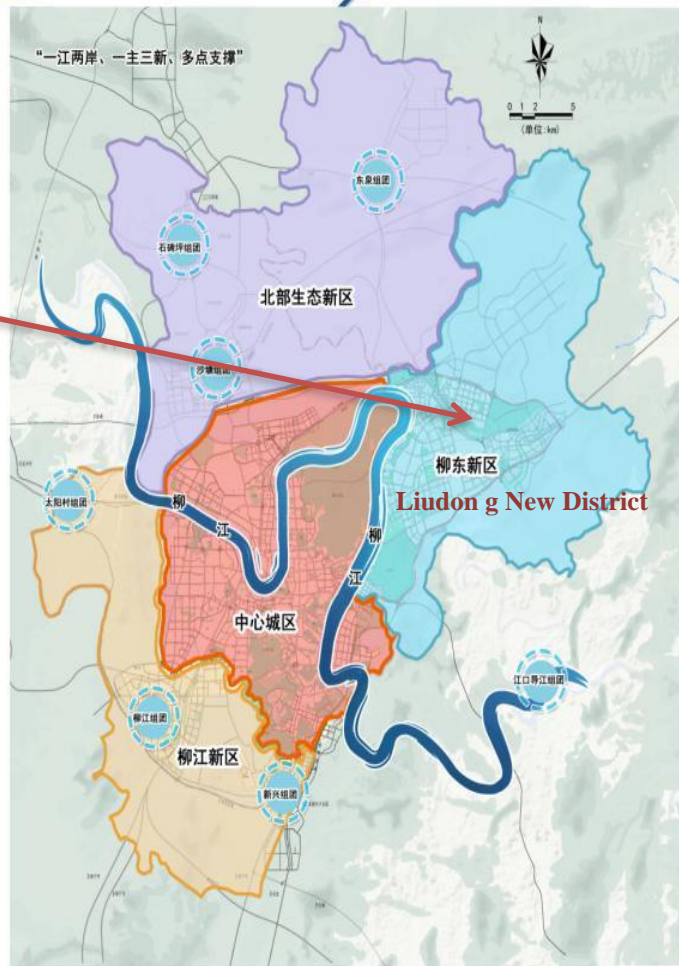 “一江两岸、一主三新、多点支撑”
N
0 1 2 5
(单位:km)
东泉组团
石碑坪组团
北部生态新区
沙塘组团
柳东新区
Liudon g New District
太阳村组团
柳
江
柳
江
中心城区
江口导江组团
柳江组团
柳江新区
新兴组团